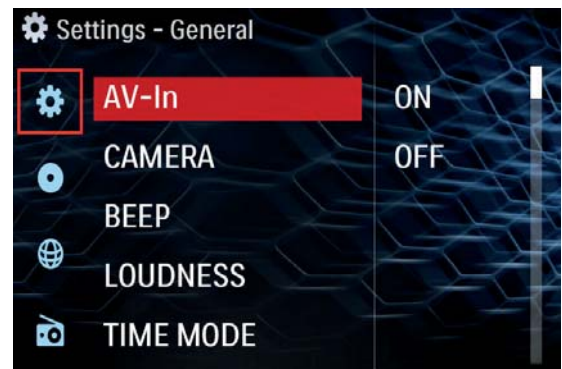 Settings - General
AV-In ON
CAMERA OFF
BEEP
LOUDNESS
TIME MODE